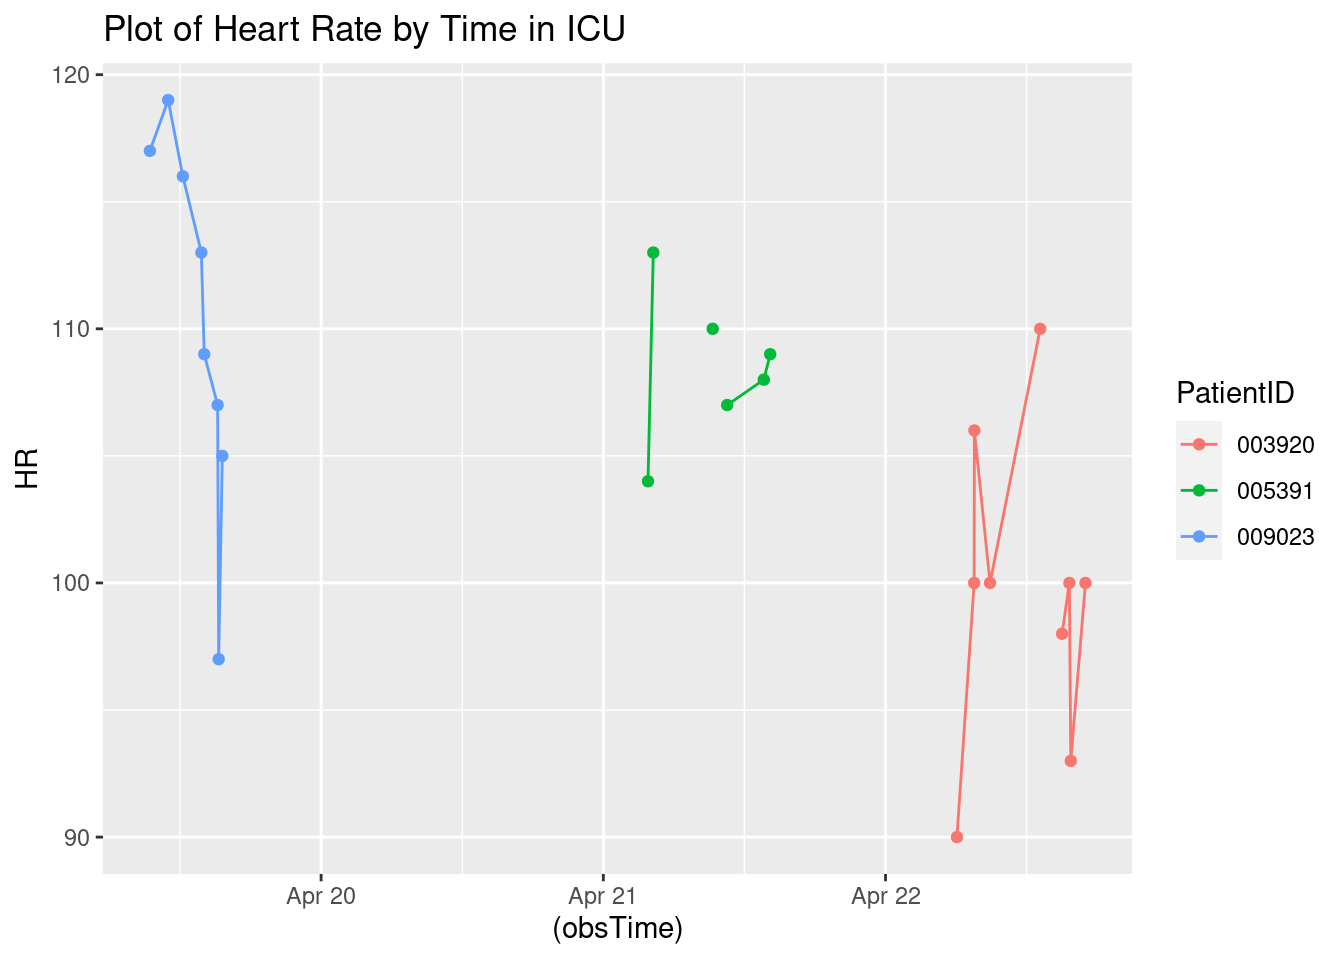 Plot of Heart Rate by Time in ICU
120
110
100
90
HR
Apr 20
Apr 21
Apr 22
(obsTime)
PatientID
003920
005391
009023